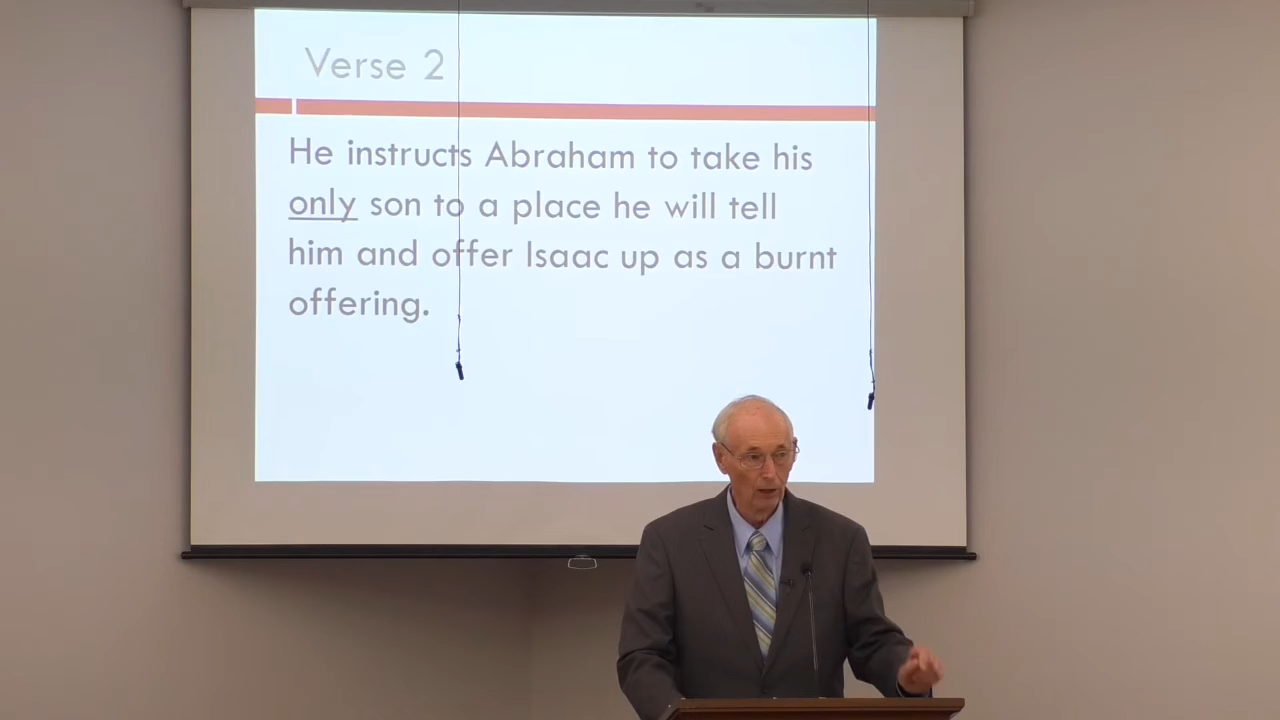 Verse 2
He instructs Abraham to take his
only son to a place he will tell
him and offer Isaac up as a burnt
offering.